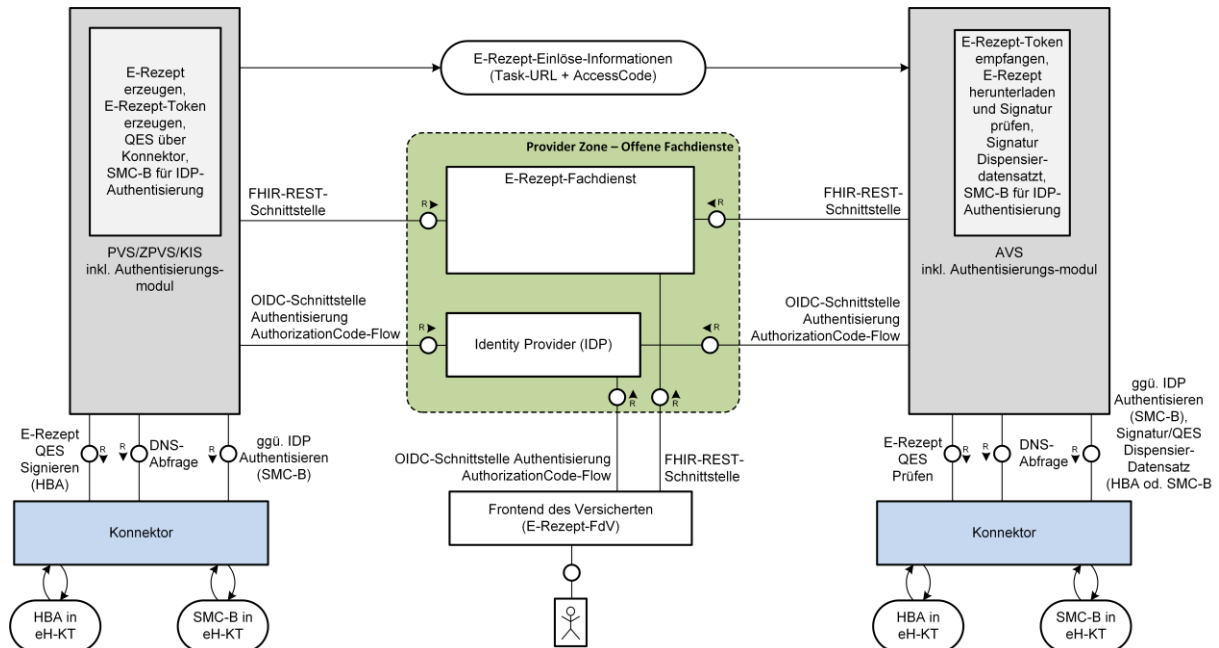 E-Rezept
erzeugen,
E-Rezept-Token
erzeugen,
QES über
Konnektor,
SMC-B für IDP-
Authentisierung
PVS/ZPVS/KIS
inkl. Authentisierungs-
modul
E-Rezept-Einlöse-Informationen
(Task-URL + AccessCode)
E-Rezept-Token
empfangen,
E-Rezept
herunterladen
und Signatur
prüfen,
Signatur
Dispensier-
datensatzt,
SMC-B für IDP-
Authentisierung
AVS
inkl. Authentisierungs-modul
Provider Zone – Offene Fachdienste
E-Rezept-Fachdienst
FHIR-REST-
Schnittstelle
R
R
FHIR-REST-
Schnittstelle
OIDC-Schnittstelle
Authentisierung
AuthorizationCode-Flow
R
Identity Provider (IDP)
R
OIDC-Schnittstelle
Authentisierung
AuthorizationCode-Flow
R
R
E-Rezept
QES
Signieren
(HBA)
R
DNS-
Abfrage
R
ggü. IDP
Authentisieren
(SMC-B)
R
OIDC-Schnittstelle Authentisierung
AuthorizationCode-Flow
FHIR-REST-
Schnittstelle
E-Rezept
QES
Prüfen
R
DNS-
Abfrage
R
ggü. IDP
Authentisieren
(SMC-B),
Signatur/QES
Dispensier-
Datensatz
(HBA od. SMC-B
R
Konnektor
Frontend des Versicherten
(E-Rezept-FdV)
Konnektor
HBA in
eH-KT
SMC-B in
eH-KT
HBA in
eH-KT
SMC-B in
eH-KT